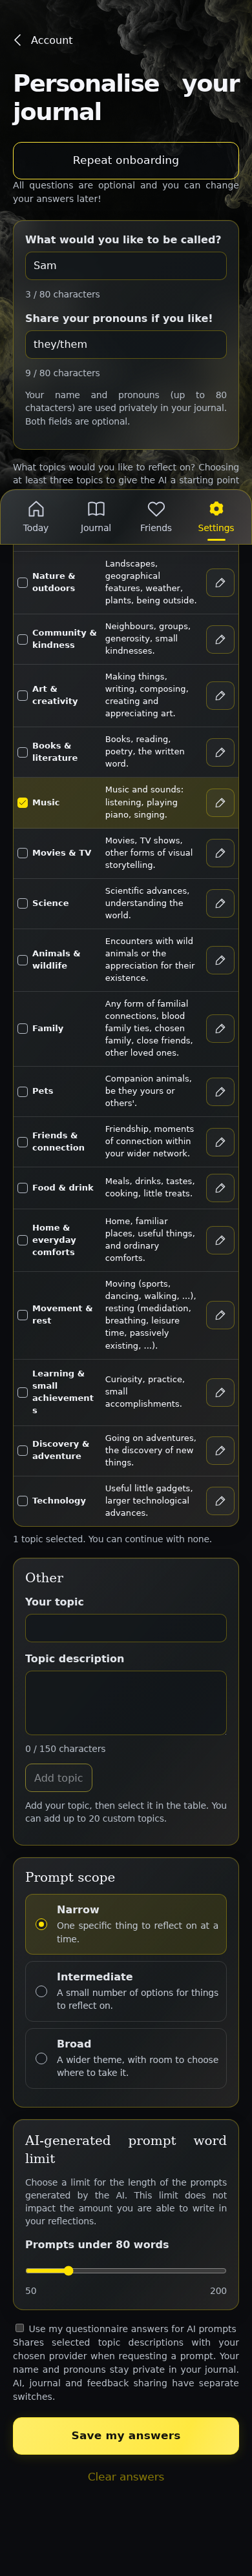 Account
Personalise your
journal
Repeat onboarding
All questions are optional and you can change
your answers later!
What would you like to be called?
Sam
3 / 80 characters
Share your pronouns if you like!
they/them
9 / 80 characters
Your name and pronouns (up to 80
chatacters) are used privately in your journal.
Both fields are optional.
What topics would you like to reflect on? Choosing
at least three topics to give the AI a starting point
Today
Journal
Friends
Settings
Nature &
outdoors
Landscapes,
geographical
features, weather,
plants, being outside.
Community &
kindness
Neighbours, groups,
generosity, small
kindnesses.
Art &
creativity
Making things,
writing, composing,
creating and
appreciating art.
Books &
literature
Books, reading,
poetry, the written
word.
Music
Music and sounds:
listening, playing
piano, singing.
Movies & TV
Movies, TV shows,
other forms of visual
storytelling.
Science
Scientific advances,
understanding the
world.
Animals &
wildlife
Encounters with wild
animals or the
appreciation for their
existence.
Family
Any form of familial
connections, blood
family ties, chosen
family, close friends,
other loved ones.
Pets
Companion animals,
be they yours or
others'.
Friends &
connection
Friendship, moments
of connection within
your wider network.
Food & drink
Meals, drinks, tastes,
cooking, little treats.
Home &
everyday
comforts
Home, familiar
places, useful things,
and ordinary
comforts.
Movement &
rest
Moving (sports,
dancing, walking, ...),
resting (medidation,
breathing, leisure
time, passively
existing, ...).
Learning &
small
achievement
s
Curiosity, practice,
small
accomplishments.
Discovery &
adventure
Going on adventures,
the discovery of new
things.
Technology
Useful little gadgets,
larger technological
advances.
1 topic selected. You can continue with none.
Other
Your topic
Topic description
0 / 150 characters
Add topic
Add your topic, then select it in the table. You
can add up to 20 custom topics.
Prompt scope
Narrow
One specific thing to reflect on at a
time.
Intermediate
A small number of options for things
to reflect on.
Broad
A wider theme, with room to choose
where to take it.
AI-generated prompt word
limit
Choose a limit for the length of the prompts
generated by the AI. This limit does not
impact the amount you are able to write in
your reflections.
Prompts under 80 words
50
200
Use my questionnaire answers for AI prompts
Shares selected topic descriptions with your
chosen provider when requesting a prompt. Your
name and pronouns stay private in your journal.
AI, journal and feedback sharing have separate
switches.
Save my answers
Clear answers